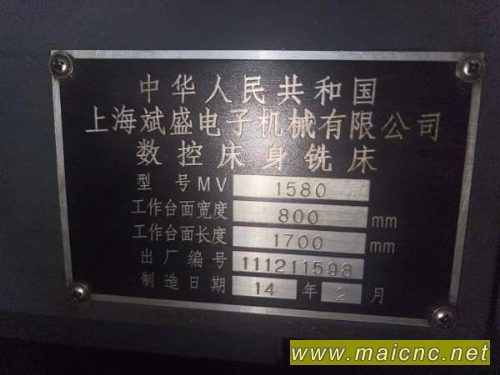 中华人民共和国
上海斌盛电子机械有限公司
数控床身铣床
型 号MV 1580
工作台面宽度 800 mm
工作台面长度 1700 mm
出厂编号 111211598
制造日期 14 年 2 月
www.maicnc.net